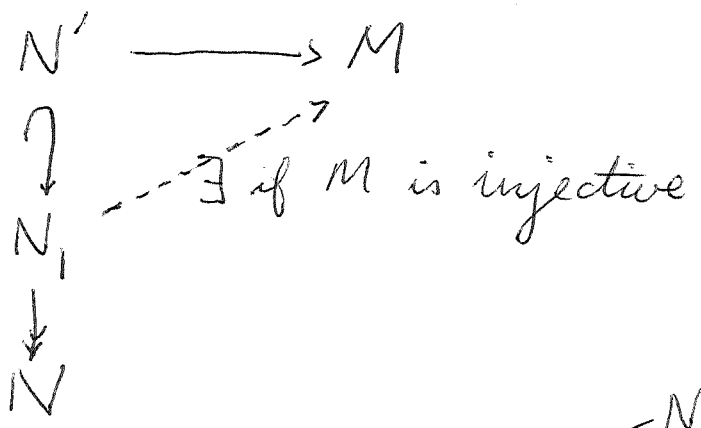 N′ → M
∃ if M is injective
N₁
N
N